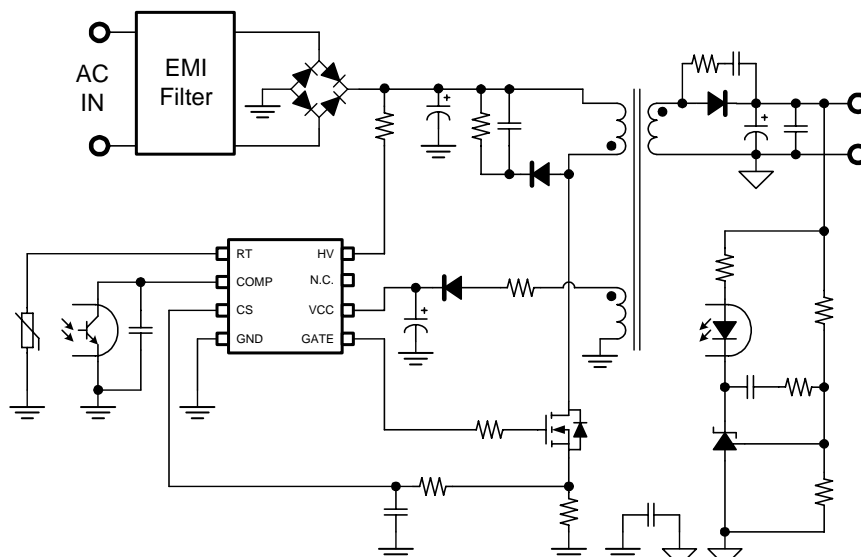 AC
IN
EMI
Filter
RT
HV
COMP
N.C.
CS
VCC
GND
GATE